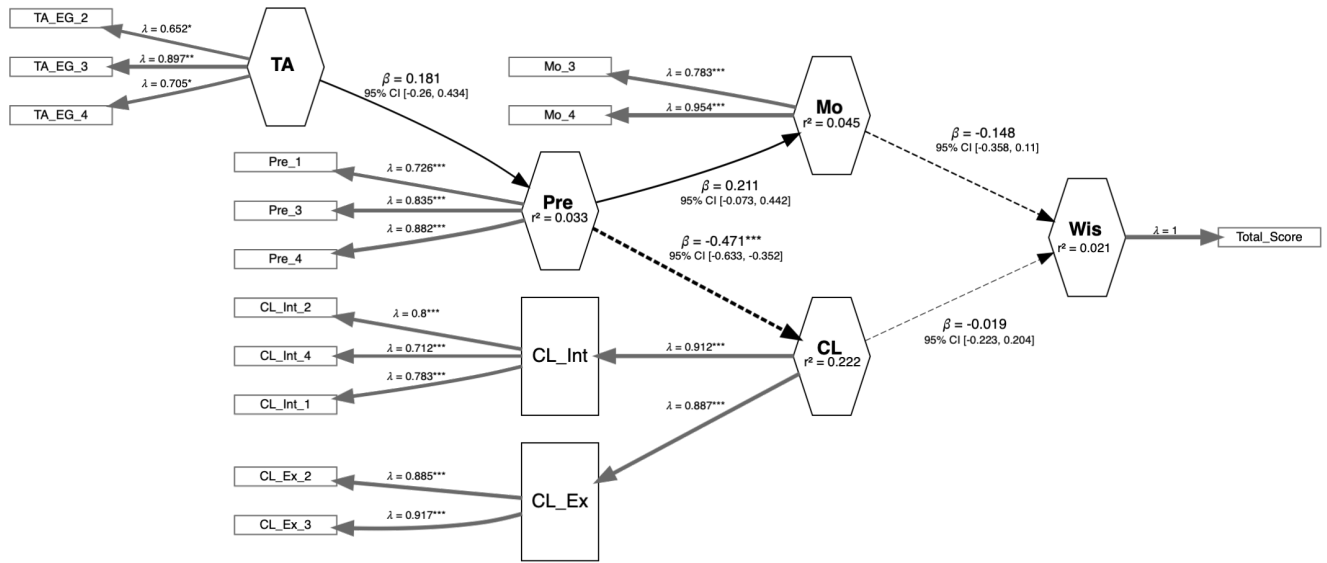 TA_EG_2
λ = 0.652*
TA_EG_3
λ = 0.897**
TA_EG_4
λ = 0.705*
TA
β = 0.181
95% CI [-0.26, 0.434]
Mo_3
λ = 0.783***
Mo_4
λ = 0.954***
Mo
r² = 0.045
β = -0.148
95% CI [-0.358, 0.11]
Pre_1
λ = 0.726***
Pre_3
λ = 0.835***
Pre_4
λ = 0.882***
Pre
r² = 0.033
β = 0.211
95% CI [-0.073, 0.442]
β = -0.471***
95% CI [-0.633, -0.352]
Wis
r² = 0.021
λ = 1
Total_Score
CL_Int_2
λ = 0.8***
CL_Int_4
λ = 0.712***
CL_Int_1
λ = 0.783***
CL_Int
λ = 0.912***
CL
r² = 0.222
β = -0.019
95% CI [-0.223, 0.204]
λ = 0.887***
CL_Ex_2
λ = 0.885***
CL_Ex_3
λ = 0.917***
CL_Ex